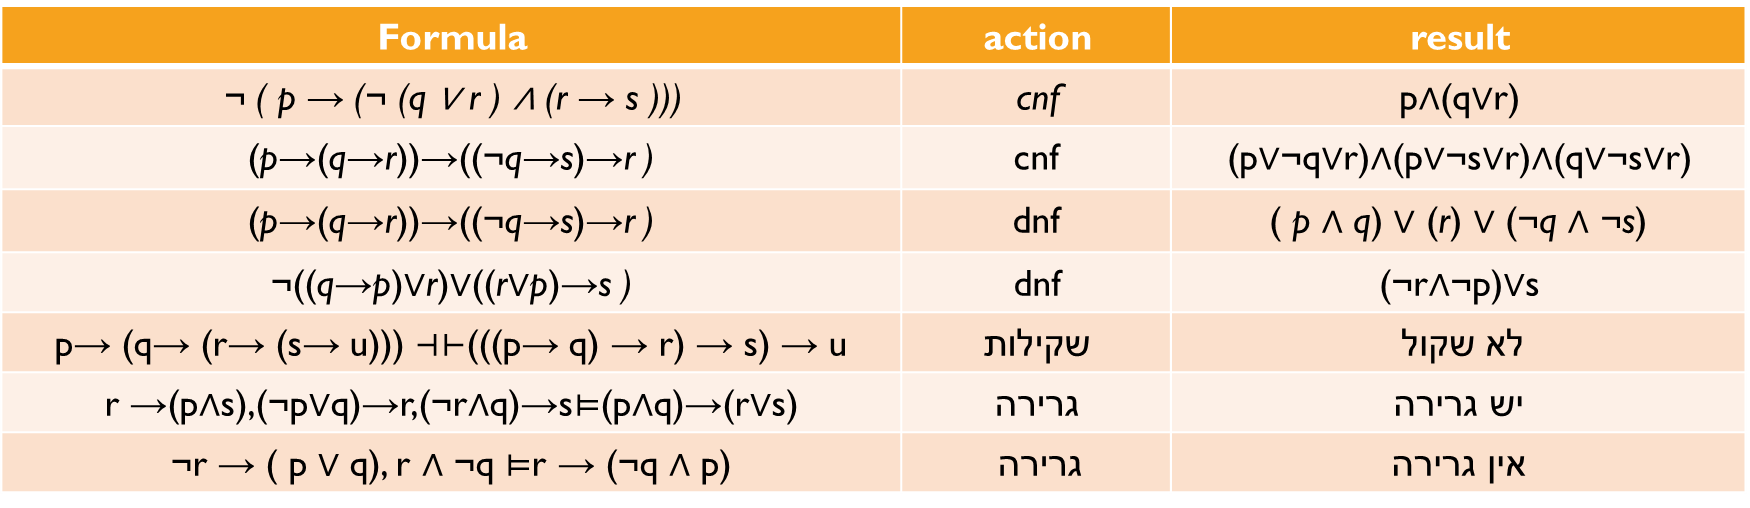 Formula action result
¬ ( p → (¬ (q ∨ r ) ∧ (r → s ))) cnf p∧(q∨r)
(p→(q→r))→((¬q→s)→r ) cnf (p∨¬q∨r)∧(p∨¬s∨r)∧(q∨¬s∨r)
(p→(q→r))→((¬q→s)→r ) dnf ( p ∧ q) ∨ (r) ∨ (¬q ∧ ¬s)
¬((q→p)∨r)∨((r∨p)→s ) dnf (¬r∧¬p)∨s
p→ (q→ (r→ (s→ u))) ⊣⊢(((p→ q) → r) → s) → u שקילות לא שקול
r →(p∧s),(¬p∨q)→r,(¬r∧q)→s⊨(p∧q)→(r∨s) גרירה יש גרירה
¬r → ( p ∨ q), r ∧ ¬q ⊨r → (¬q ∧ p) גרירה אין גרירה